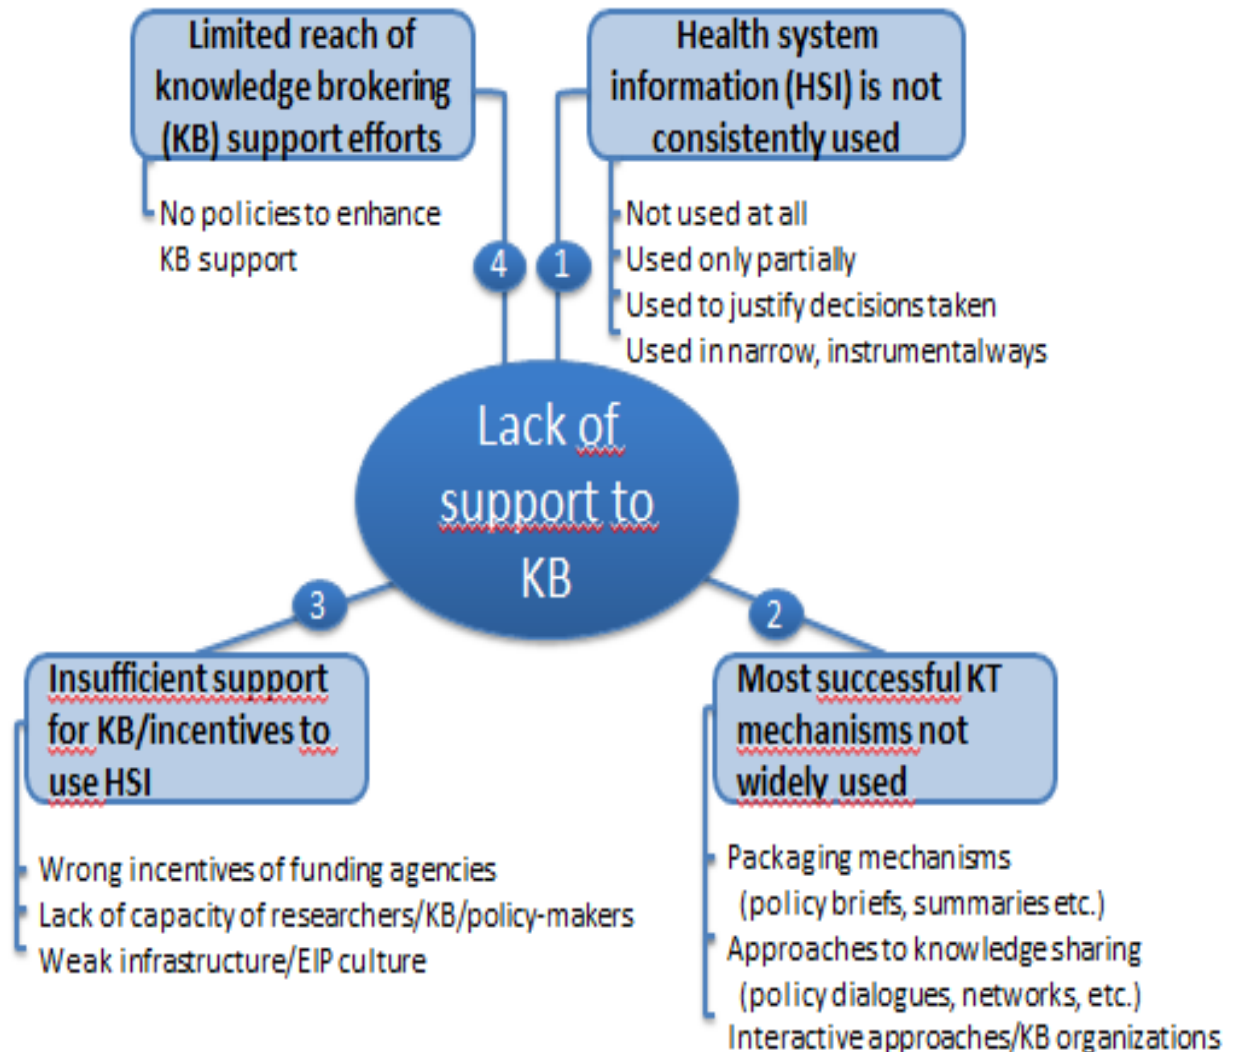 Limited reach of
knowledge brokering
(KB) support efforts
No policies to enhance
KB support
4
Health system
information (HSI) is not
consistently used
Not used at all
Used only partially
Used to justify decisions taken
Used in narrow, instrumental ways
1
Lack of
support to
KB
3
Insufficient support
for KB/incentives to
use HSI
Wrong incentives of funding agencies
Lack of capacity of researchers/KB/policy-makers
Weak infrastructure/EIP culture
2
Most successful KT
mechanisms not
widely used
Packaging mechanisms
(policy briefs, summaries etc.)
Approaches to knowledge sharing
(policy dialogues, networks, etc.)
Interactive approaches/KB organizations